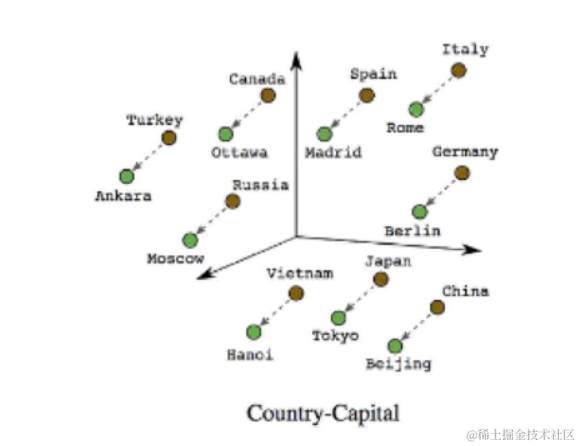 Italy
Spain
Canada
Turkey
Rome
Ottawa
Madrid
Germany
Russia
Ankara
Berlin
Moscow
Japan
Vietnam
China
Tokyo
Hanoi
Beijing
Country-Capital
@稀土掘金技术社区